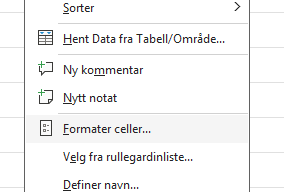 Sorter
Hent Data fra Tabell/Område...
Ny kommentar
Nytt notat
Formater celler...
Velg fra rullegardinliste...
Definer navn...